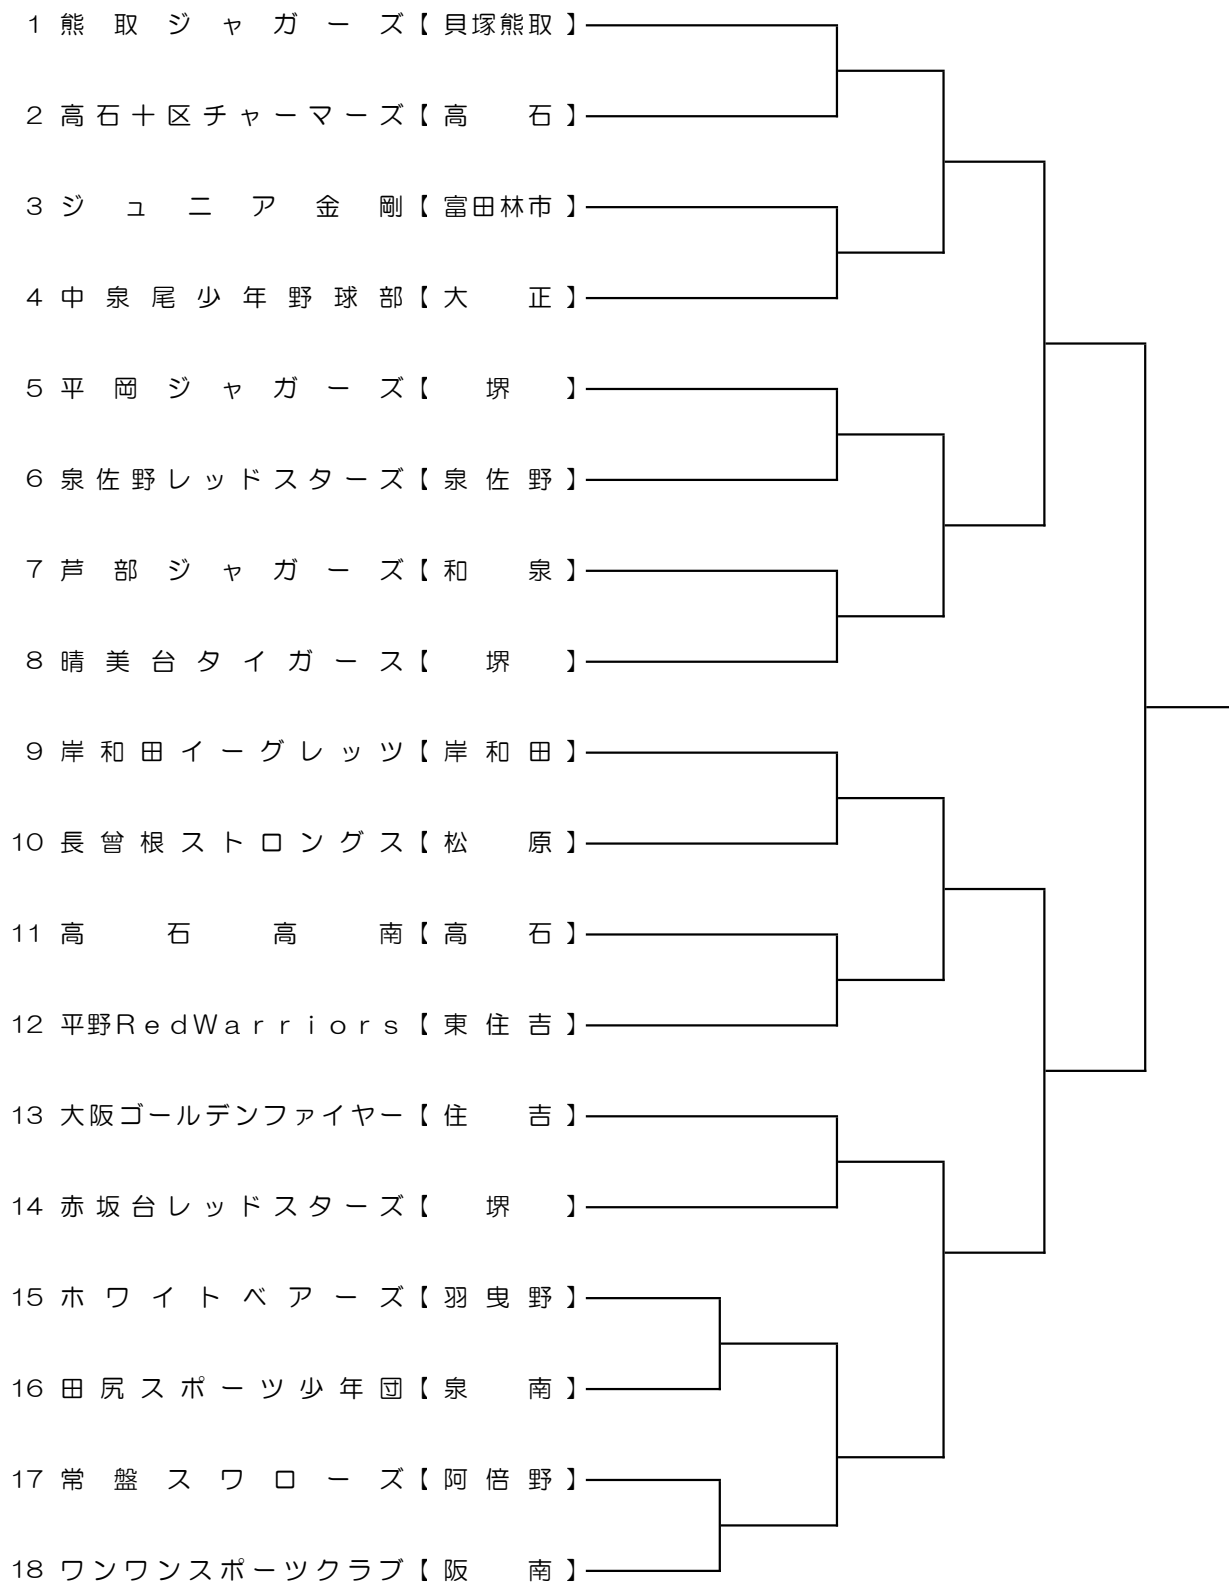 1 熊取ジャガーズ【貝塚熊取】
2 高石十区チャーマーズ【高石】
3 ジュニア金剛【富田林市】
4 中泉尾少年野球部【大正】
5 平岡ジャガーズ【堺】
6 泉佐野レッドスターズ【泉佐野】
7 芦部ジャガーズ【和泉】
8 晴美台タイガース【堺】
9 岸和田イーグレッツ【岸和田】
10 長曾根ストロングス【松原】
11 高石高南【高石】
12 平野RedWarriors【東住吉】
13 大阪ゴールデンファイヤー【住吉】
14 赤坂台レッドスターズ【堺】
15 ホワイトベアーズ【羽曳野】
16 田尻スポーツ少年団【泉南】
17 常盤スワローズ【阿倍野】
18 ワンワンスポーツクラブ【阪南】